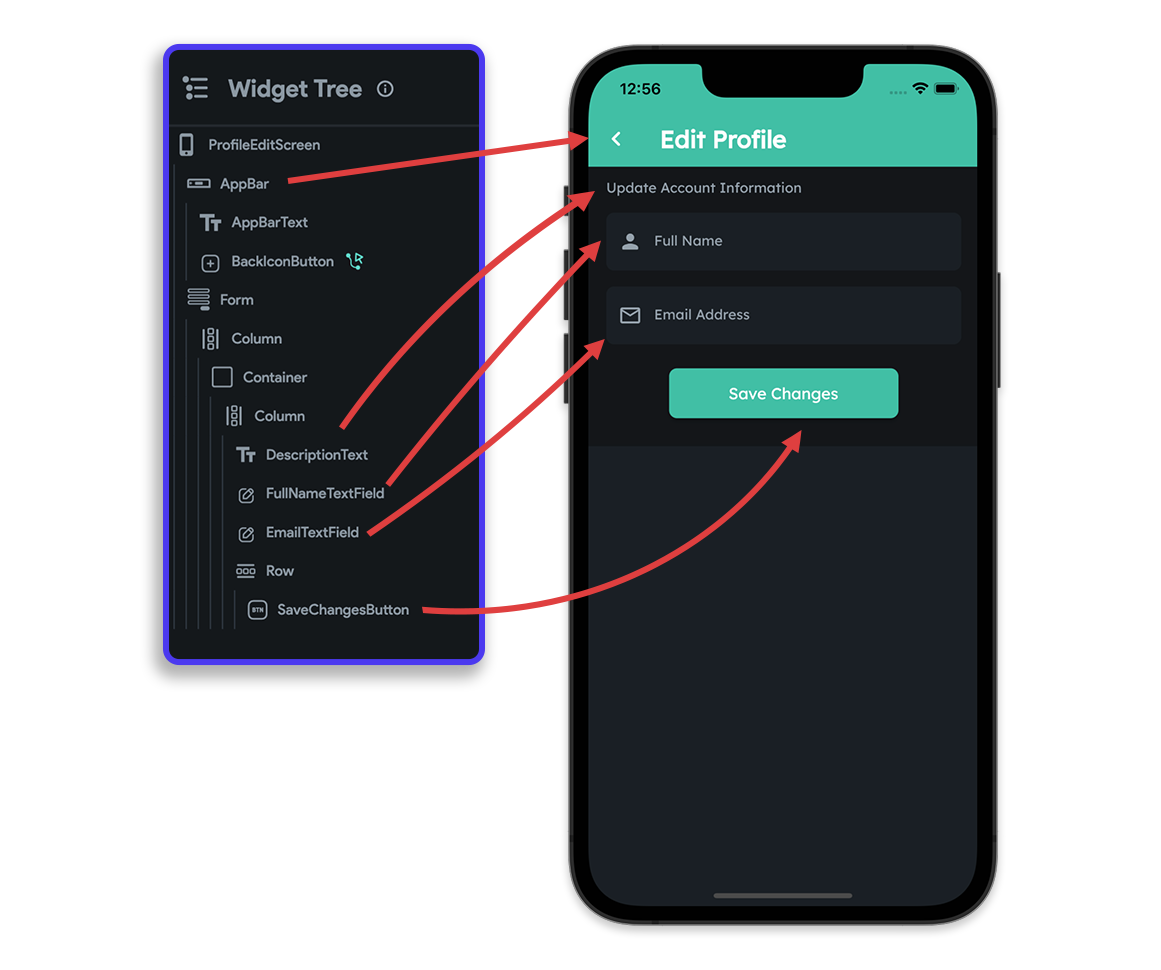 Widget Tree
ProfileEditScreen
AppBar
AppBarText
BackIconButton
Form
Column
Container
Column
DescriptionText
FullNameTextField
EmailTextField
Row
BTN
SaveChangesButton
12:56
Edit Profile
Update Account Information
Full Name
Email Address
Save Changes